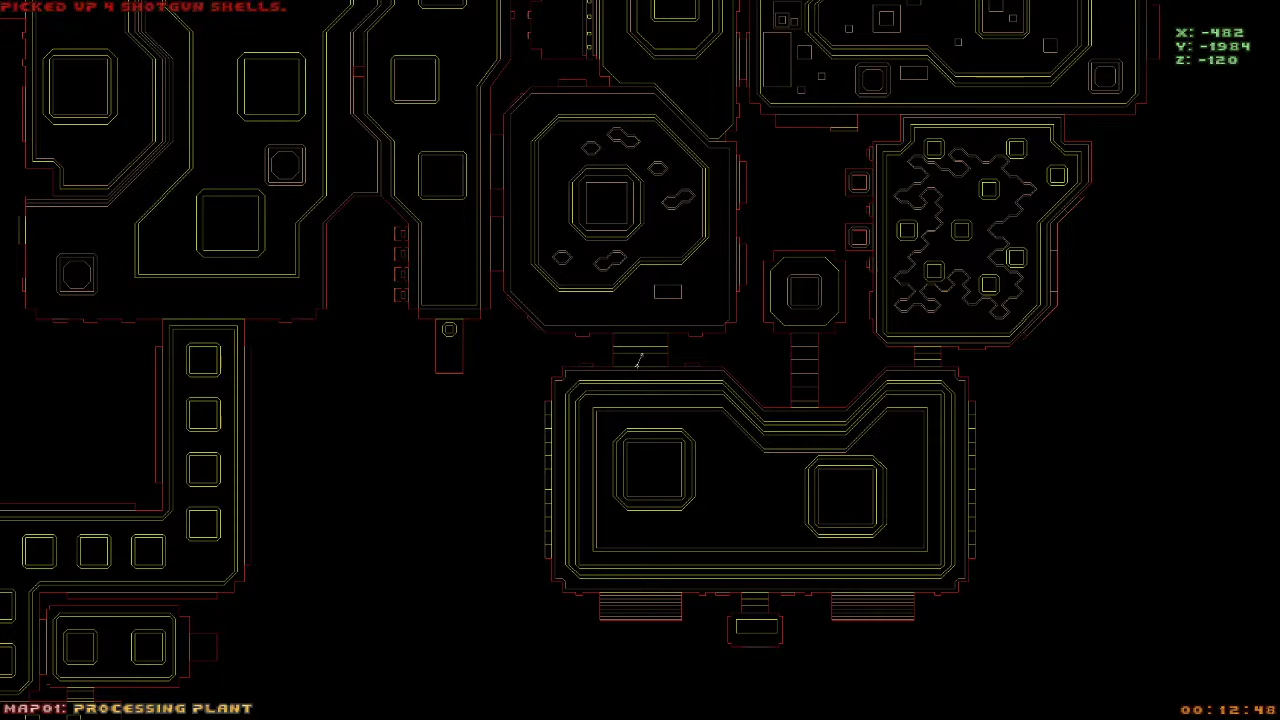 PICKED UP 4 SHOTGUN SHELLS.
X: -482
Y: -1984
Z: -120
MAP01: PROCESSING PLANT
00:12:48